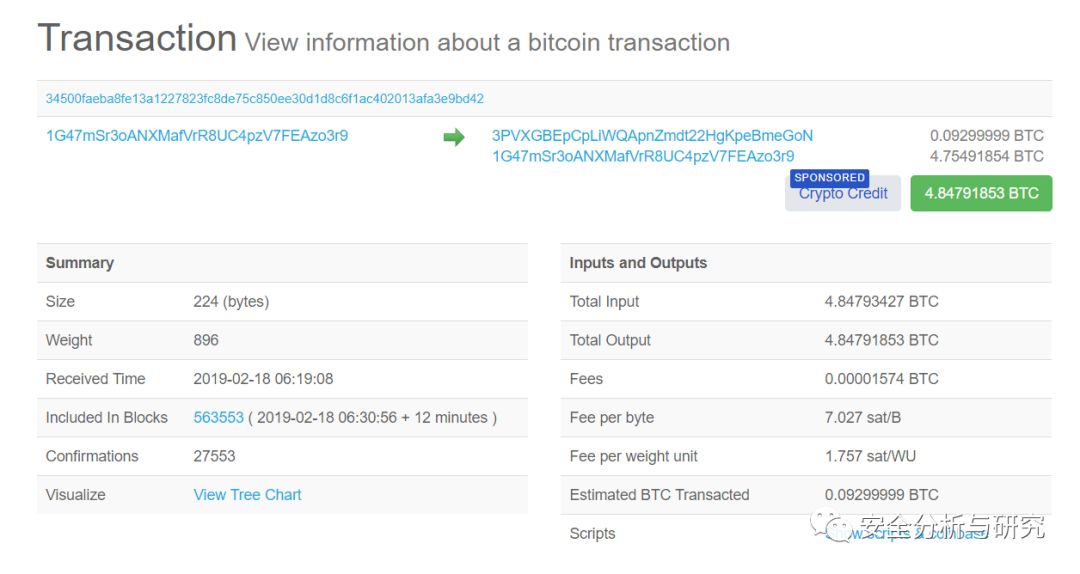 Transaction View information about a bitcoin transaction
34500faeba8fe13a1227823fc8de75c850ee30d1d8c6f1ac402013afa3e9bd42
1G47mSr3oANXMafVrR8UC4pzV7FEAzo3r9 3PVXGBEpCpLiWQApnZmdt22HgKpeBmeGoN 0.09299999 BTC
1G47mSr3oANXMafVrR8UC4pzV7FEAzo3r9 4.75491854 BTC
SPONSORED
Crypto Credit 4.84791853 BTC
Summary
Size 224 (bytes)
Weight 896
Received Time 2019-02-18 06:19:08
Included In Blocks 563553 ( 2019-02-18 06:30:56 + 12 minutes )
Confirmations 27553
Visualize View Tree Chart
Inputs and Outputs
Total Input 4.84793427 BTC
Total Output 4.84791853 BTC
Fees 0.00001574 BTC
Fee per byte 7.027 sat/B
Fee per weight unit 1.757 sat/WU
Estimated BTC Transacted 0.09299999 BTC
Scripts Show scripts & coinbase
安全分析与研究